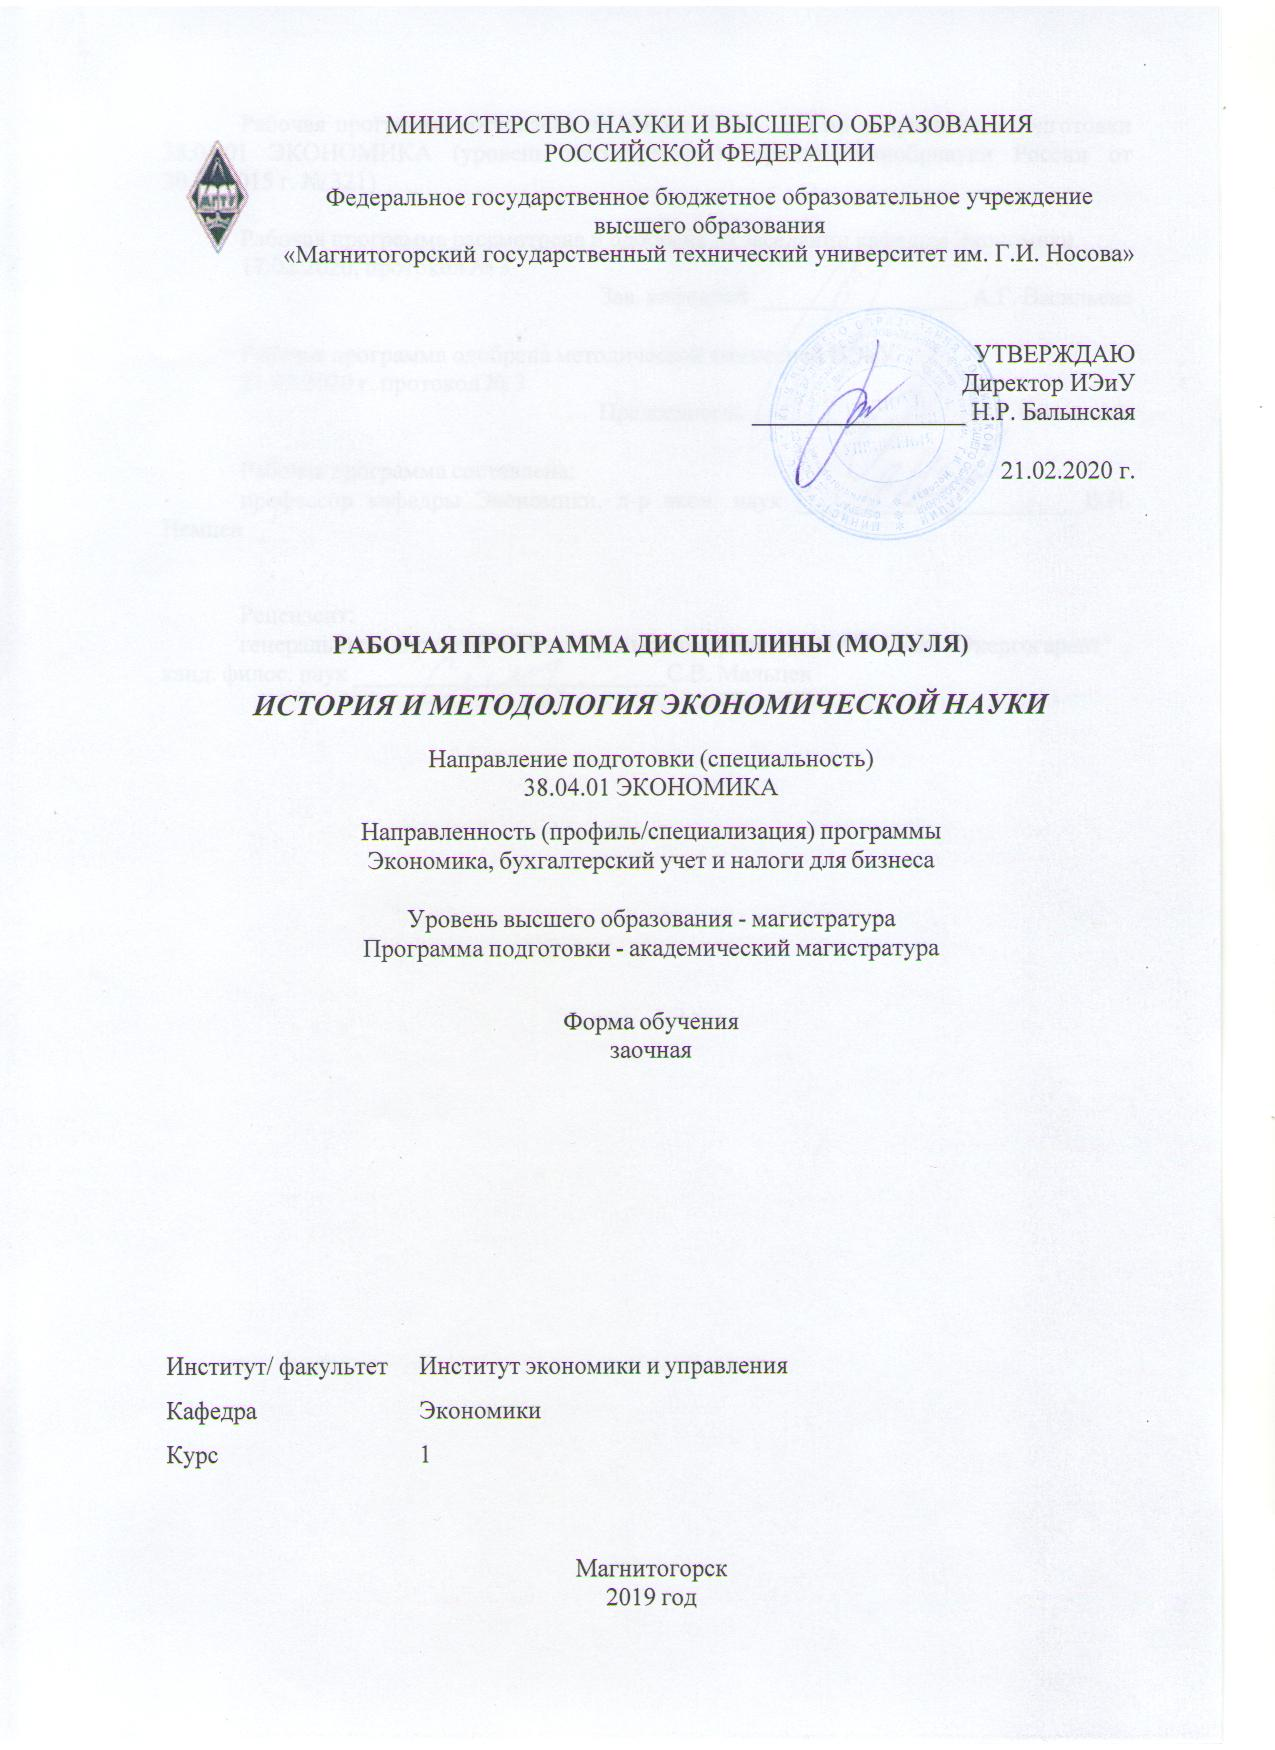 МИНИСТЕРСТВО НАУКИ И ВЫСШЕГО ОБРАЗОВАНИЯ
РОССИЙСКОЙ ФЕДЕРАЦИИ
Федеральное государственное бюджетное образовательное учреждение
высшего образования
«Магнитогорский государственный технический университет им. Г.И. Носова»
УТВЕРЖДАЮ
Директор ИЭиУ
Н.Р. Балынская
21.02.2020 г.
РАБОЧАЯ ПРОГРАММА ДИСЦИПЛИНЫ (МОДУЛЯ)
ИСТОРИЯ И МЕТОДОЛОГИЯ ЭКОНОМИЧЕСКОЙ НАУКИ
Направление подготовки (специальность)
38.04.01 ЭКОНОМИКА
Направленность (профиль/специализация) программы
Экономика, бухгалтерский учет и налоги для бизнеса
Уровень высшего образования - магистратура
Программа подготовки - академический магистратура
Форма обучения
заочная
Институт/ факультет Институт экономики и управления
Кафедра Экономики
Курс 1
Магнитогорск
2019 год